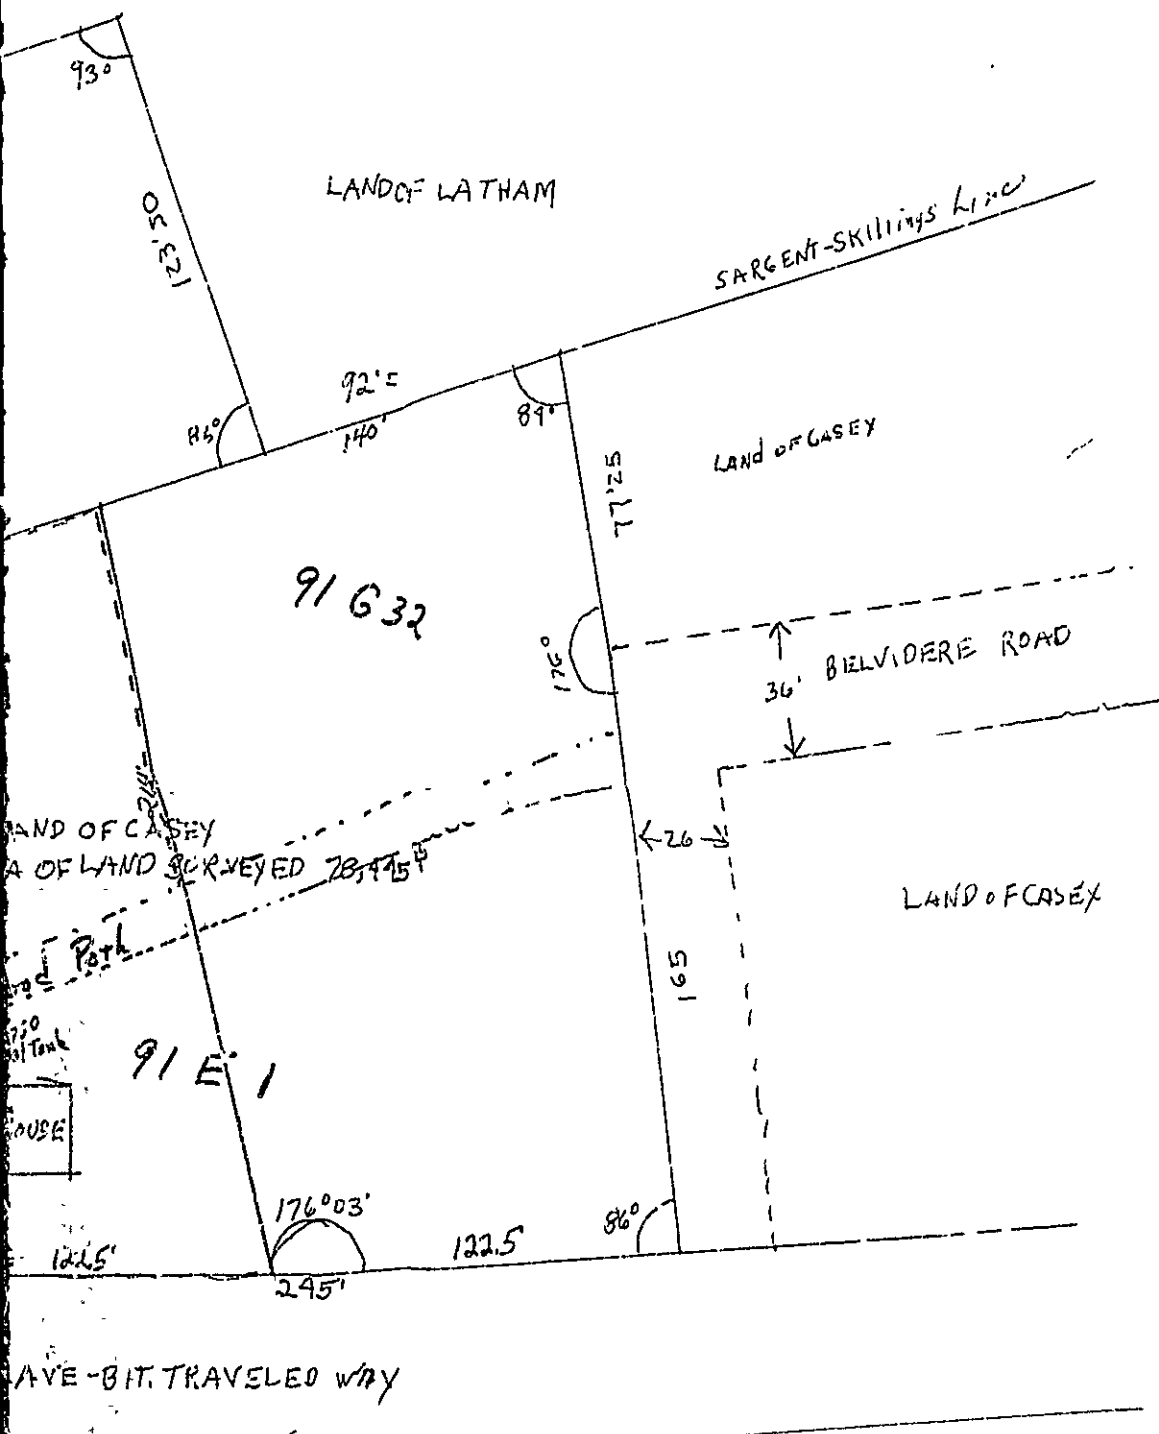 93°
123.50
LAND OF LATHAM
SARGENT-SKillings Line
92'±
140'
89°
LANd OF CASEY
77.25
91 G 32
176°
BELVIDERE ROAD
36'
26
LAND OF CASEY
A OF LAND SURVEYED
LAND OF CASEY
Path
165
Tank
91 E 1
176°03'
86°
122.5'
122.5
245'
AVE-BIT. TRAVELED WAY